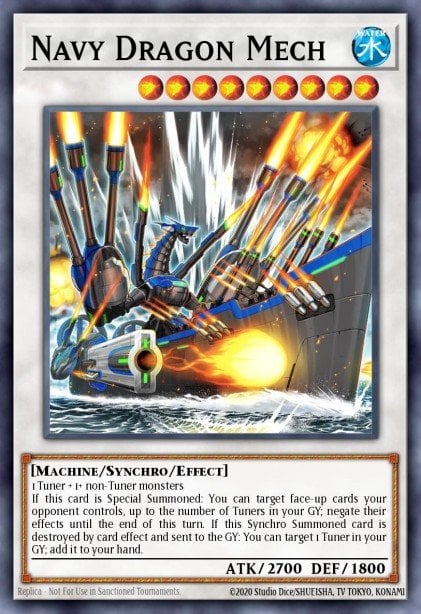 NAVY DRAGON MECH
WATER
水
[MACHINE/SYNCHRO/EFFECT]
1 Tuner + 1+ non-Tuner monsters
If this card is Special Summoned: You can target face-up cards your
opponent controls, up to the number of Tuners in your GY; negate
their effects until the end of this turn. If this Synchro Summoned card is
destroyed by card effect and sent to the GY: You can target 1 Tuner in your
GY; add it to your hand.
ATK/2700 DEF/1800
Replica - Not For Use in Sanctioned Tournaments.
©2020 Studio Dice/SHUEISHA, TV TOKYO, KONAMI